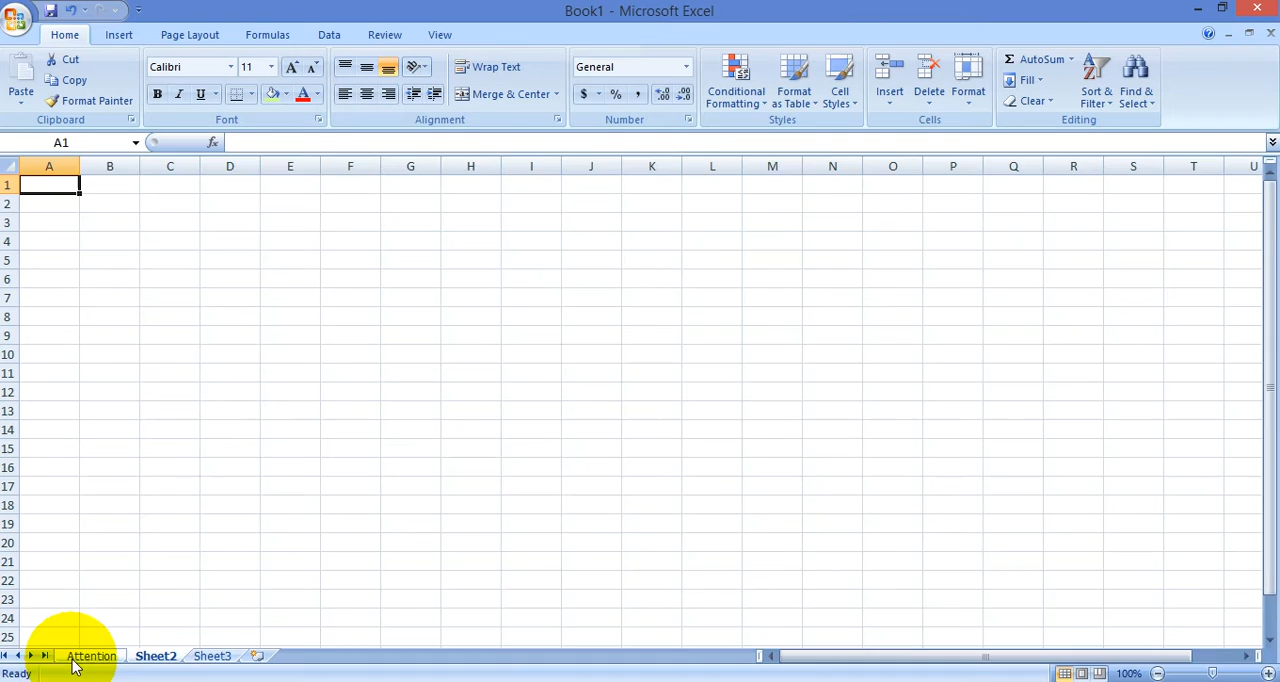 Book1 - Microsoft Excel
Home Insert Page Layout Formulas Data Review View
Paste Cut Copy Format Painter Clipboard
Calibri 11 B I U Font
Wrap Text Merge & Center Alignment
General $ % , Number
Conditional Formatting Format as Table Cell Styles Styles
Insert Delete Format Cells
Σ AutoSum Fill Clear Sort & Filter Find & Select Editing
A1 fx
A B C D E F G H I J K L M N O P Q R S T U
1
2
3
4
5
6
7
8
9
10
11
12
13
14
15
16
17
18
19
20
21
22
23
24
25
Attention Sheet2 Sheet3
Ready 100%